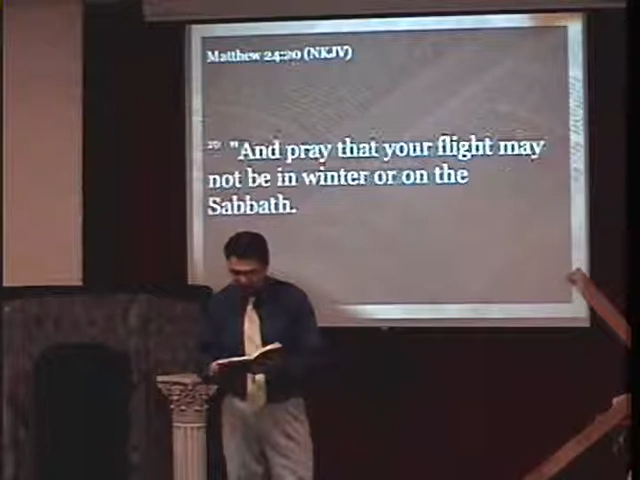 Matthew 24:20 (NKJV)
20 "And pray that your flight may
not be in winter or on the
Sabbath.